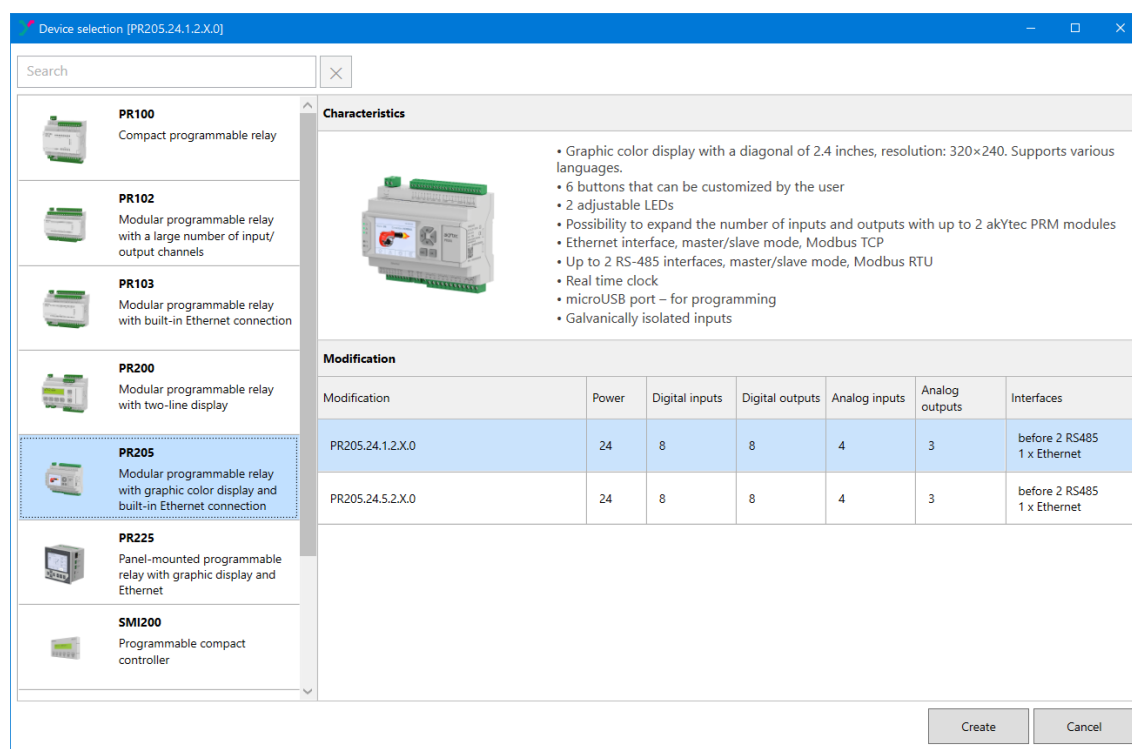 Device selection [PR205.24.1.2.X.0]
Search
PR100
Compact programmable relay
PR102
Modular programmable relay
with a large number of input/
output channels
PR103
Modular programmable relay
with built-in Ethernet connection
PR200
Modular programmable relay
with two-line display
PR205
Modular programmable relay
with graphic color display and
built-in Ethernet connection
PR225
Panel-mounted programmable
relay with graphic display and
Ethernet
SMI200
Programmable compact
controller
Characteristics
• Graphic color display with a diagonal of 2.4 inches, resolution: 320×240. Supports various
languages.
• 6 buttons that can be customized by the user
• 2 adjustable LEDs
• Possibility to expand the number of inputs and outputs with up to 2 akYtec PRM modules
• Ethernet interface, master/slave mode, Modbus TCP
• Up to 2 RS-485 interfaces, master/slave mode, Modbus RTU
• Real time clock
• microUSB port – for programming
• Galvanically isolated inputs
Modification
Modification Power Digital inputs Digital outputs Analog inputs Analog outputs Interfaces
PR205.24.1.2.X.0 24 8 8 4 3 before 2 RS485
1 x Ethernet
PR205.24.5.2.X.0 24 8 8 4 3 before 2 RS485
1 x Ethernet
Create Cancel